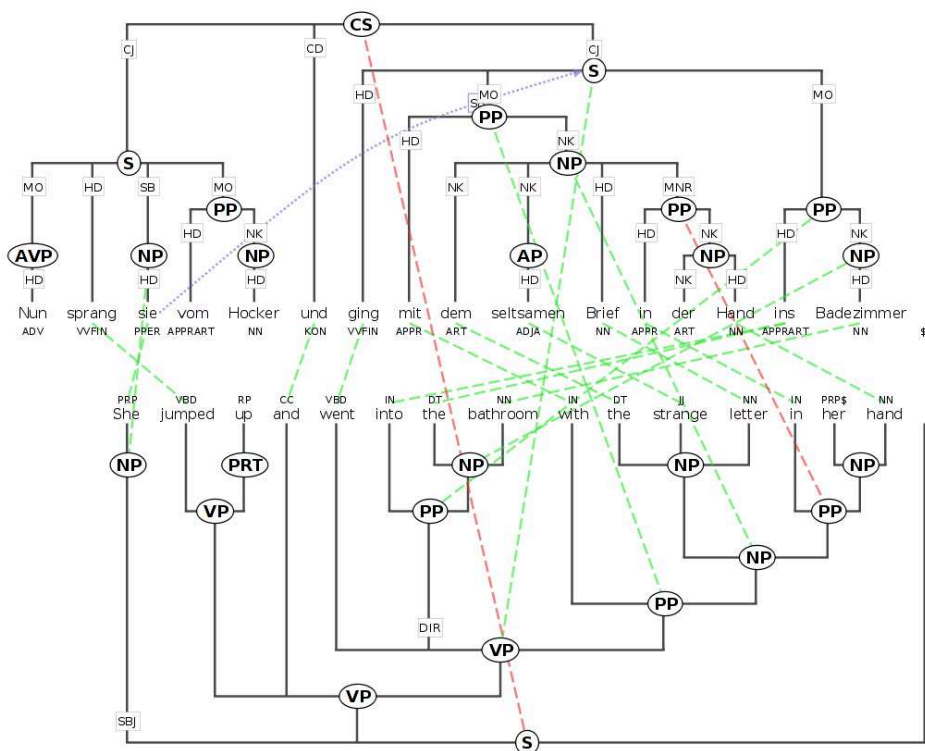 CS
CJ CD CJ
S
HD MO MO
SB
PP
HD NK
S NP
MO HD SB MO NK NK HD MNR
PP PP PP
HD NK HD NK HD NK
AVP NP NP AP NP NP
HD HD HD HD NK HD HD
Nun sprang sie vom Hocker und ging mit dem seltsamen Brief in der Hand ins Badezimmer
ADV VVFIN PPER APPRART NN KON VVFIN APPR ART ADJA NN APPR ART NN APPRART NN $
PRP VBD RP CC VBD IN DT NN IN DT JJ NN IN PRP$ NN
She jumped up and went into the bathroom with the strange letter in her hand
NP PRT NP NP NP
VP PP PP
NP
PP
DIR
VP
VP
SBJ
S